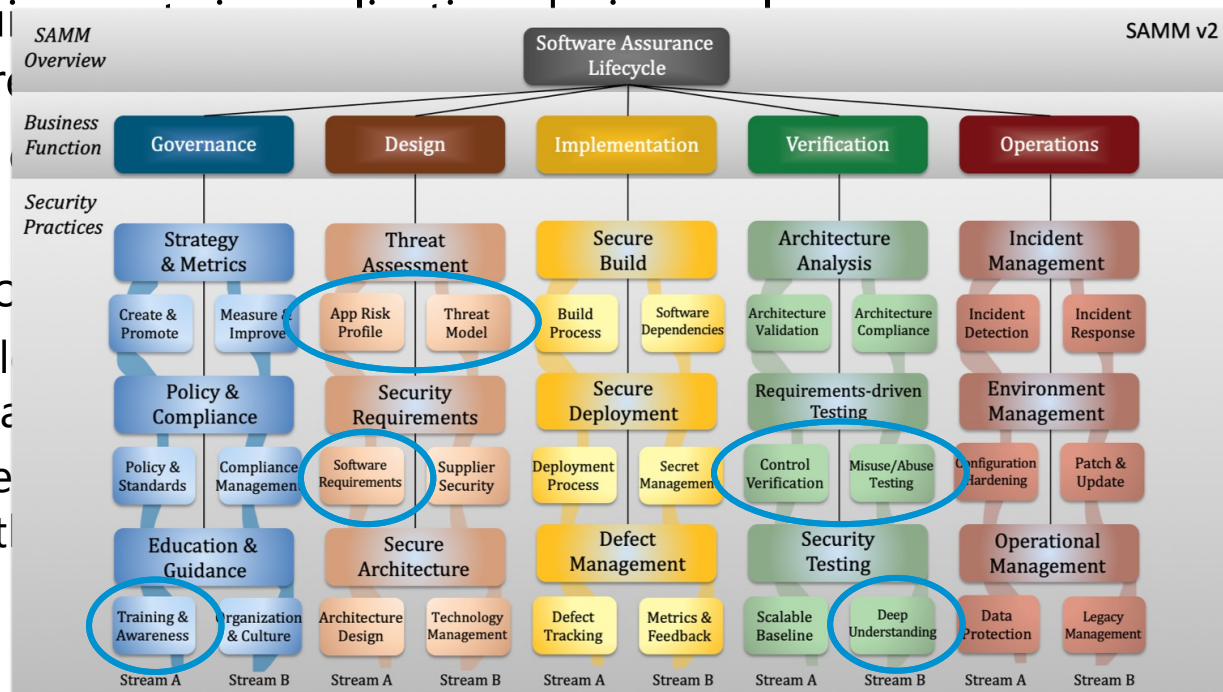 SAMM
Overview
Software Assurance
Lifecycle
SAMM v2
Business
Function
Governance
Design
Implementation
Verification
Operations
Security
Practices
Strategy
& Metrics
Threat
Assessment
Secure
Build
Architecture
Analysis
Incident
Management
Create &
Promote
Measure &
Improve
App Risk
Profile
Threat
Model
Build
Process
Software
Dependencies
Architecture
Validation
Architecture
Compliance
Incident
Detection
Incident
Response
Policy &
Compliance
Security
Requirements
Secure
Deployment
Requirements-driven
Testing
Environment
Management
Policy &
Standards
Compliance
Management
Software
Requirements
Supplier
Security
Deployment
Process
Secret
Management
Control
Verification
Misuse/Abuse
Testing
Configuration
Hardening
Patch &
Update
Education &
Guidance
Secure
Architecture
Defect
Management
Security
Testing
Operational
Management
Training &
Awareness
Organization
& Culture
Architecture
Design
Technology
Management
Defect
Tracking
Metrics &
Feedback
Scalable
Baseline
Deep
Understanding
Data
Protection
Legacy
Management
Stream A
Stream B
Stream A
Stream B
Stream A
Stream B
Stream A
Stream B
Stream A
Stream B